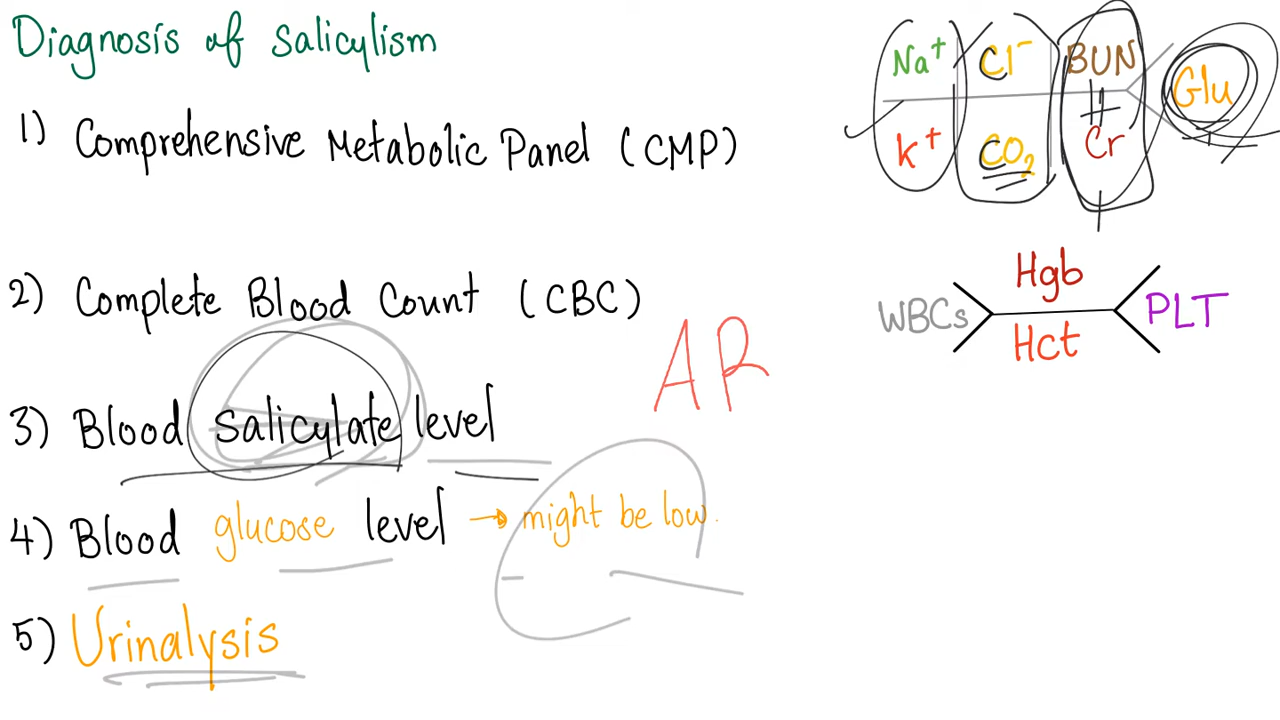 Diagnosis of Salicylism
1) Comprehensive Metabolic Panel (CMP)
Na+ Cl- BUN Glu
K+ CO2 Cr
2) Complete Blood Count (CBC)
WBCs Hgb PLT
Hct
AR
3) Blood Salicylate level
4) Blood glucose level → might be low.
5) Urinalysis